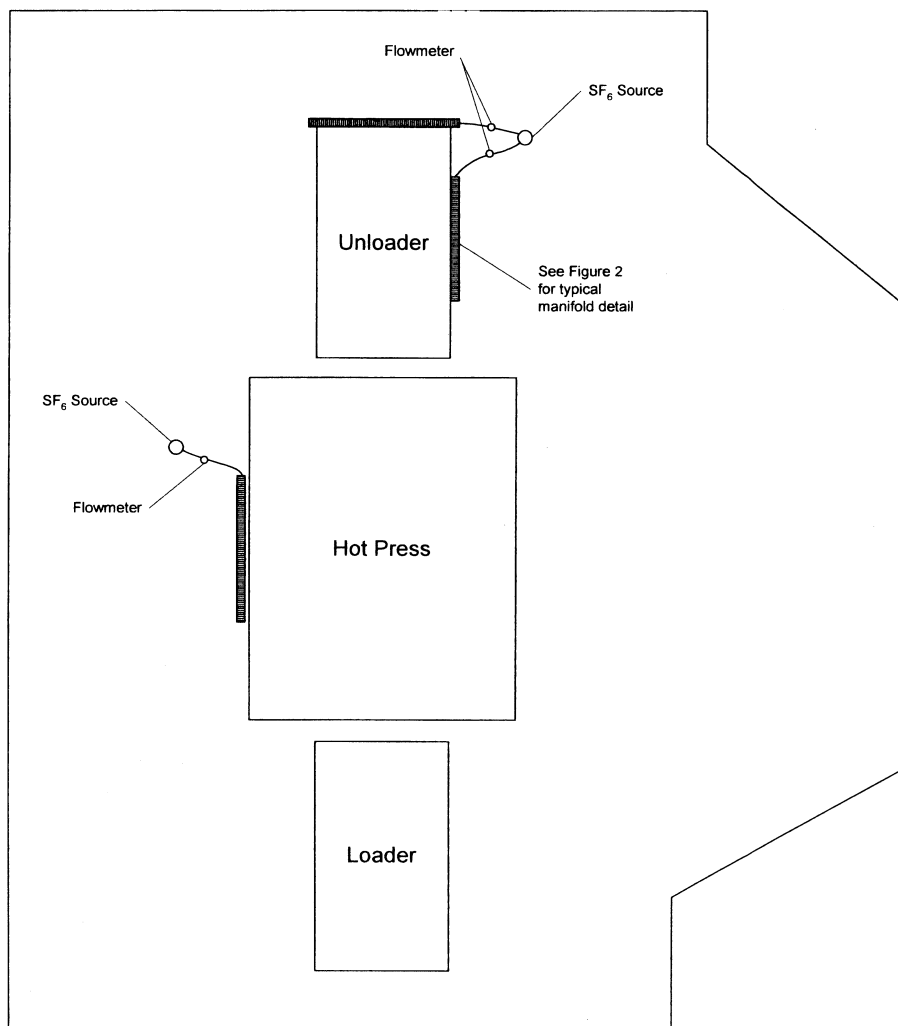 Flowmeter
SF₆ Source
Unloader
See Figure 2
for typical
manifold detail
SF₆ Source
Flowmeter
Hot Press
Loader